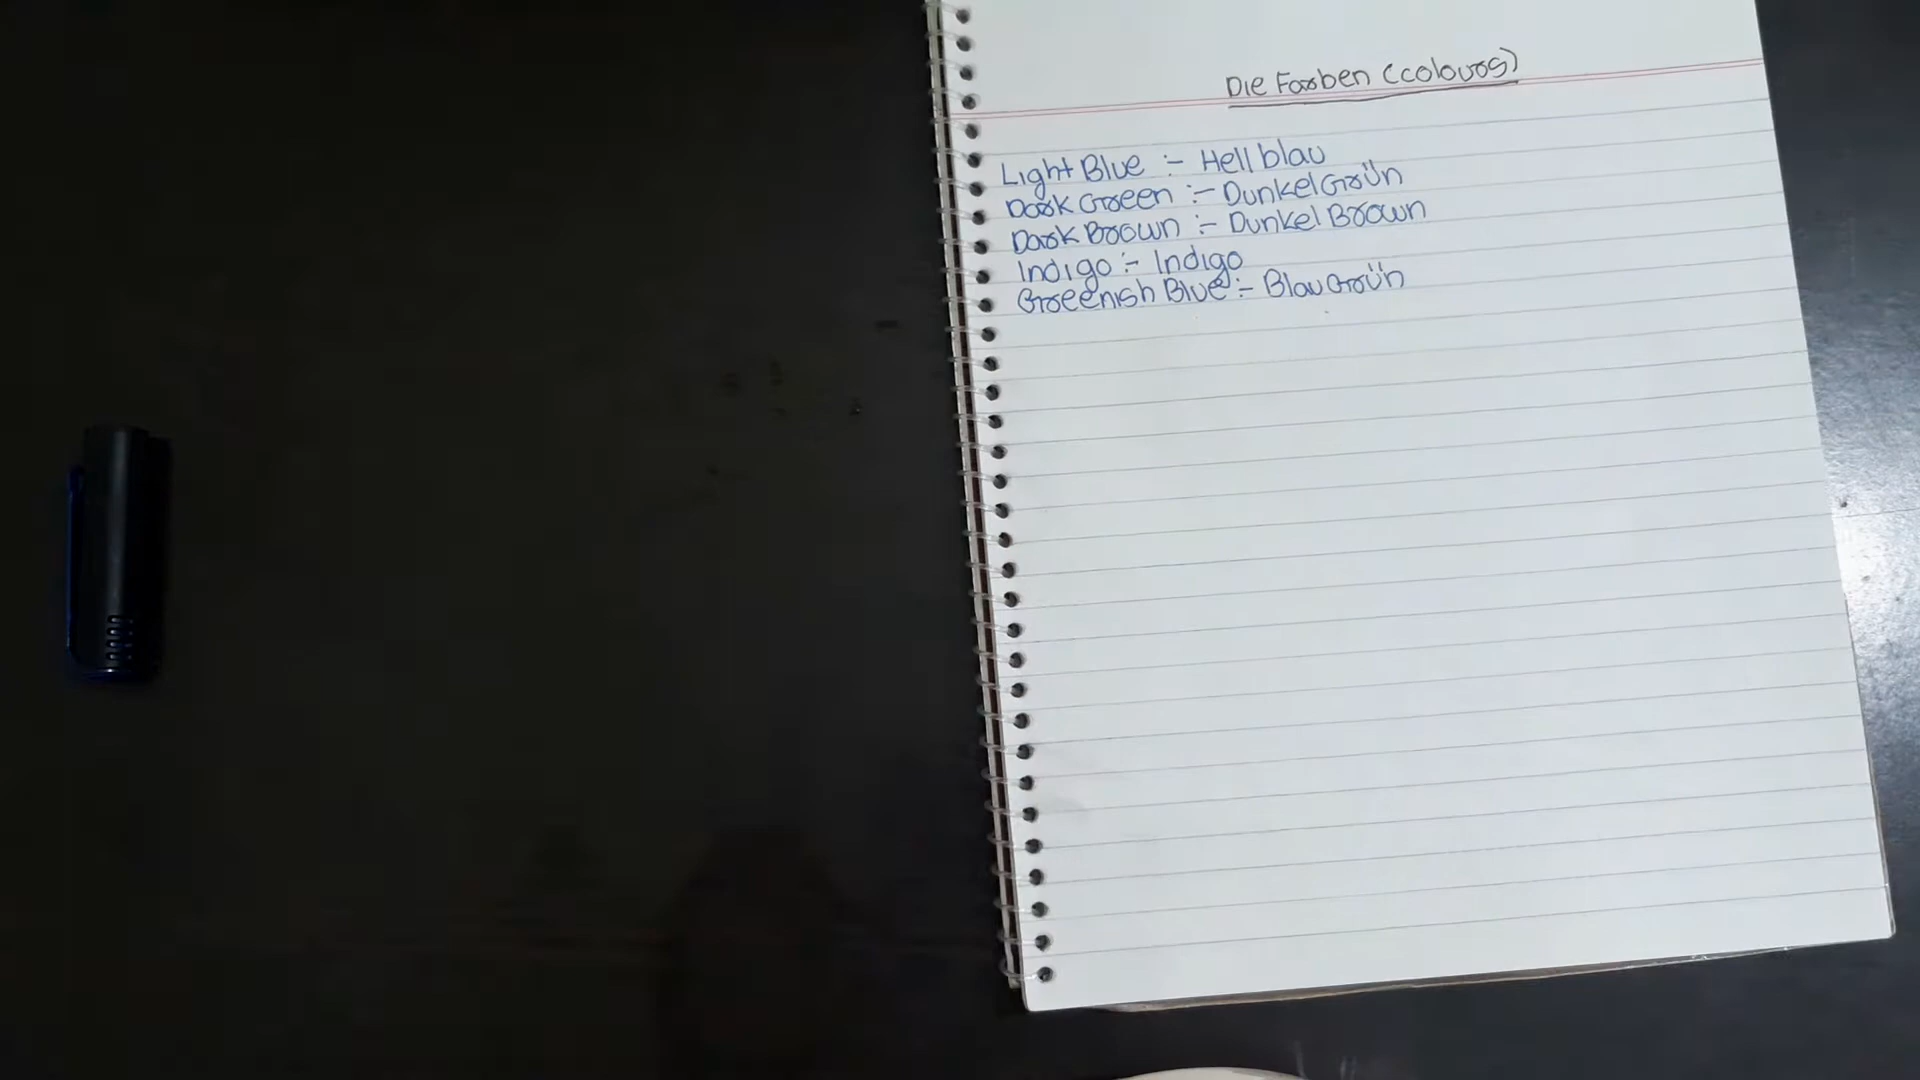 Die Farben (colours)
Light Blue :- Hell blau
Dark Green :- Dunkel Grün
Dark Brown :- Dunkel Brown
Indigo :- Indigo
Greenish Blue :- Blau Grün